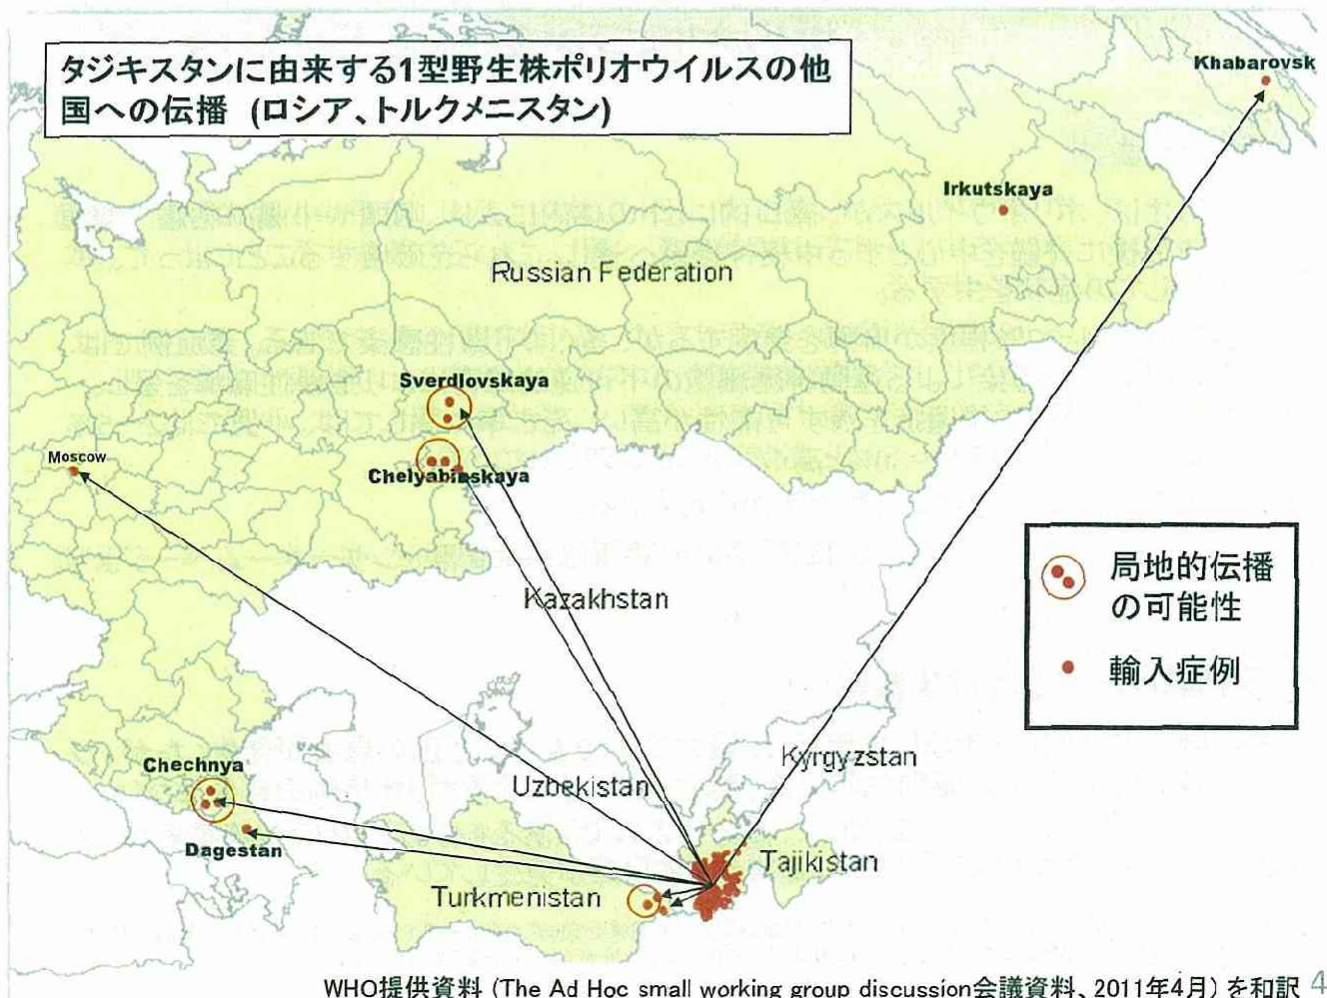 タジキスタンに由来する1型野生株ポリオウイルスの他
国への伝播 (ロシア、トルクメニスタン)
Khabarovsk
Irkutskaya
Russian Federation
Sverdlovskaya
Moscow
Chelyabinskaya
局地的伝播
の可能性
Kazakhstan
輸入症例
Kyrgyzstan
Chechnya
Uzbekistan
Dagestan
Tajikistan
Turkmenistan
WHO提供資料 (The Ad Hoc small working group discussion会議資料、2011年4月) を和訳 4